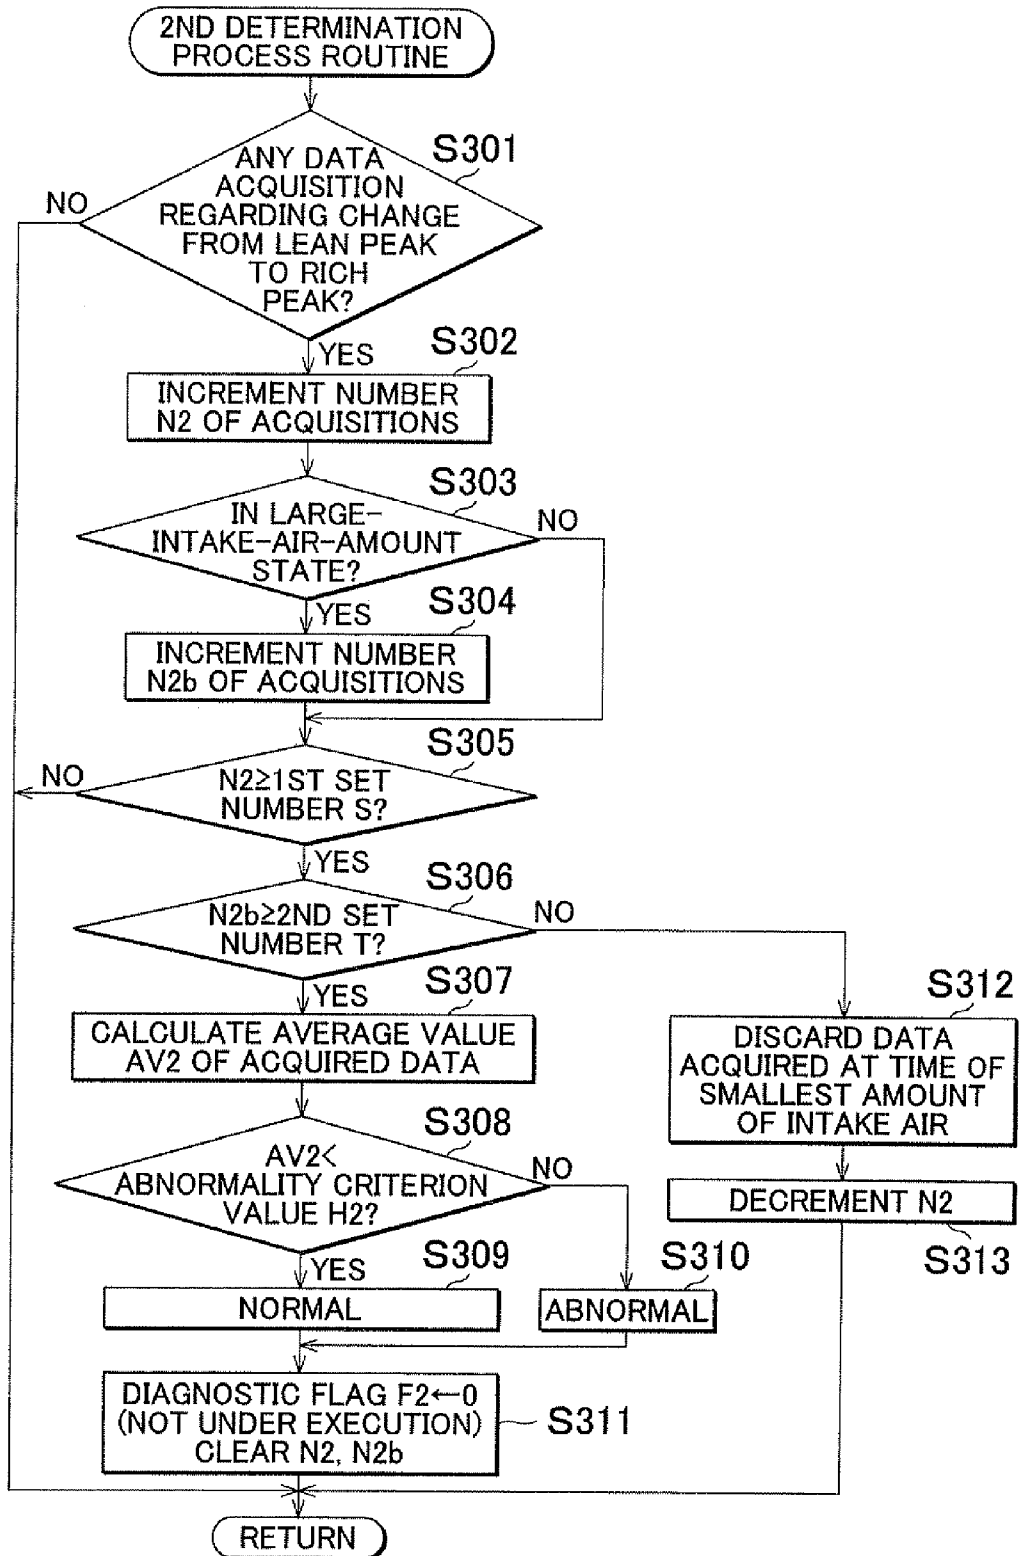 2ND DETERMINATION
PROCESS ROUTINE
S301
ANY DATA
ACQUISITION
REGARDING CHANGE
FROM LEAN PEAK
TO RICH
PEAK?
NO
YES
S302
INCREMENT NUMBER
N2 OF ACQUISITIONS
S303
IN LARGE-
INTAKE-AIR-AMOUNT
STATE?
NO
YES
S304
INCREMENT NUMBER
N2b OF ACQUISITIONS
S305
N2≥1ST SET
NUMBER S?
NO
YES
S306
N2b≥2ND SET
NUMBER T?
NO
YES
S307
CALCULATE AVERAGE VALUE
AV2 OF ACQUIRED DATA
S312
DISCARD DATA
ACQUIRED AT TIME OF
SMALLEST AMOUNT
OF INTAKE AIR
S308
AV2<
ABNORMALITY CRITERION
VALUE H2?
NO
YES
DECREMENT N2
S313
S309
NORMAL
S310
ABNORMAL
DIAGNOSTIC FLAG F2←0
(NOT UNDER EXECUTION)
CLEAR N2, N2b
S311
RETURN